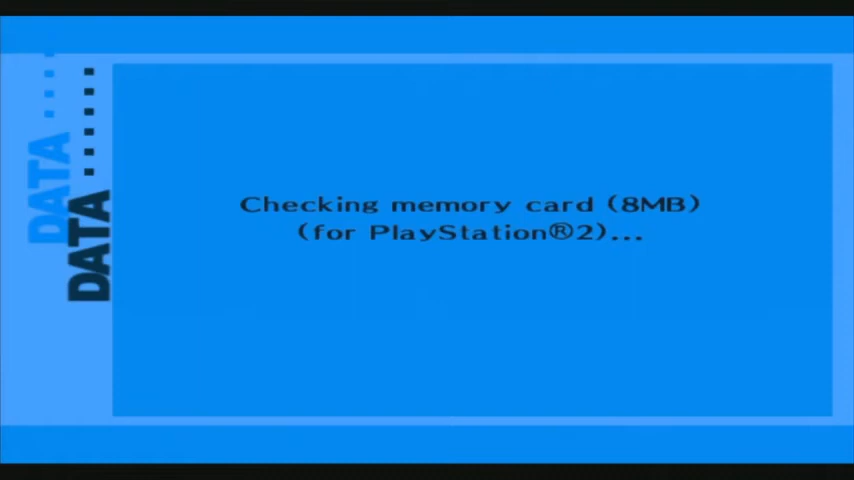 DATA......
DATA......
Checking memory card (8MB)
(for PlayStation®2)...